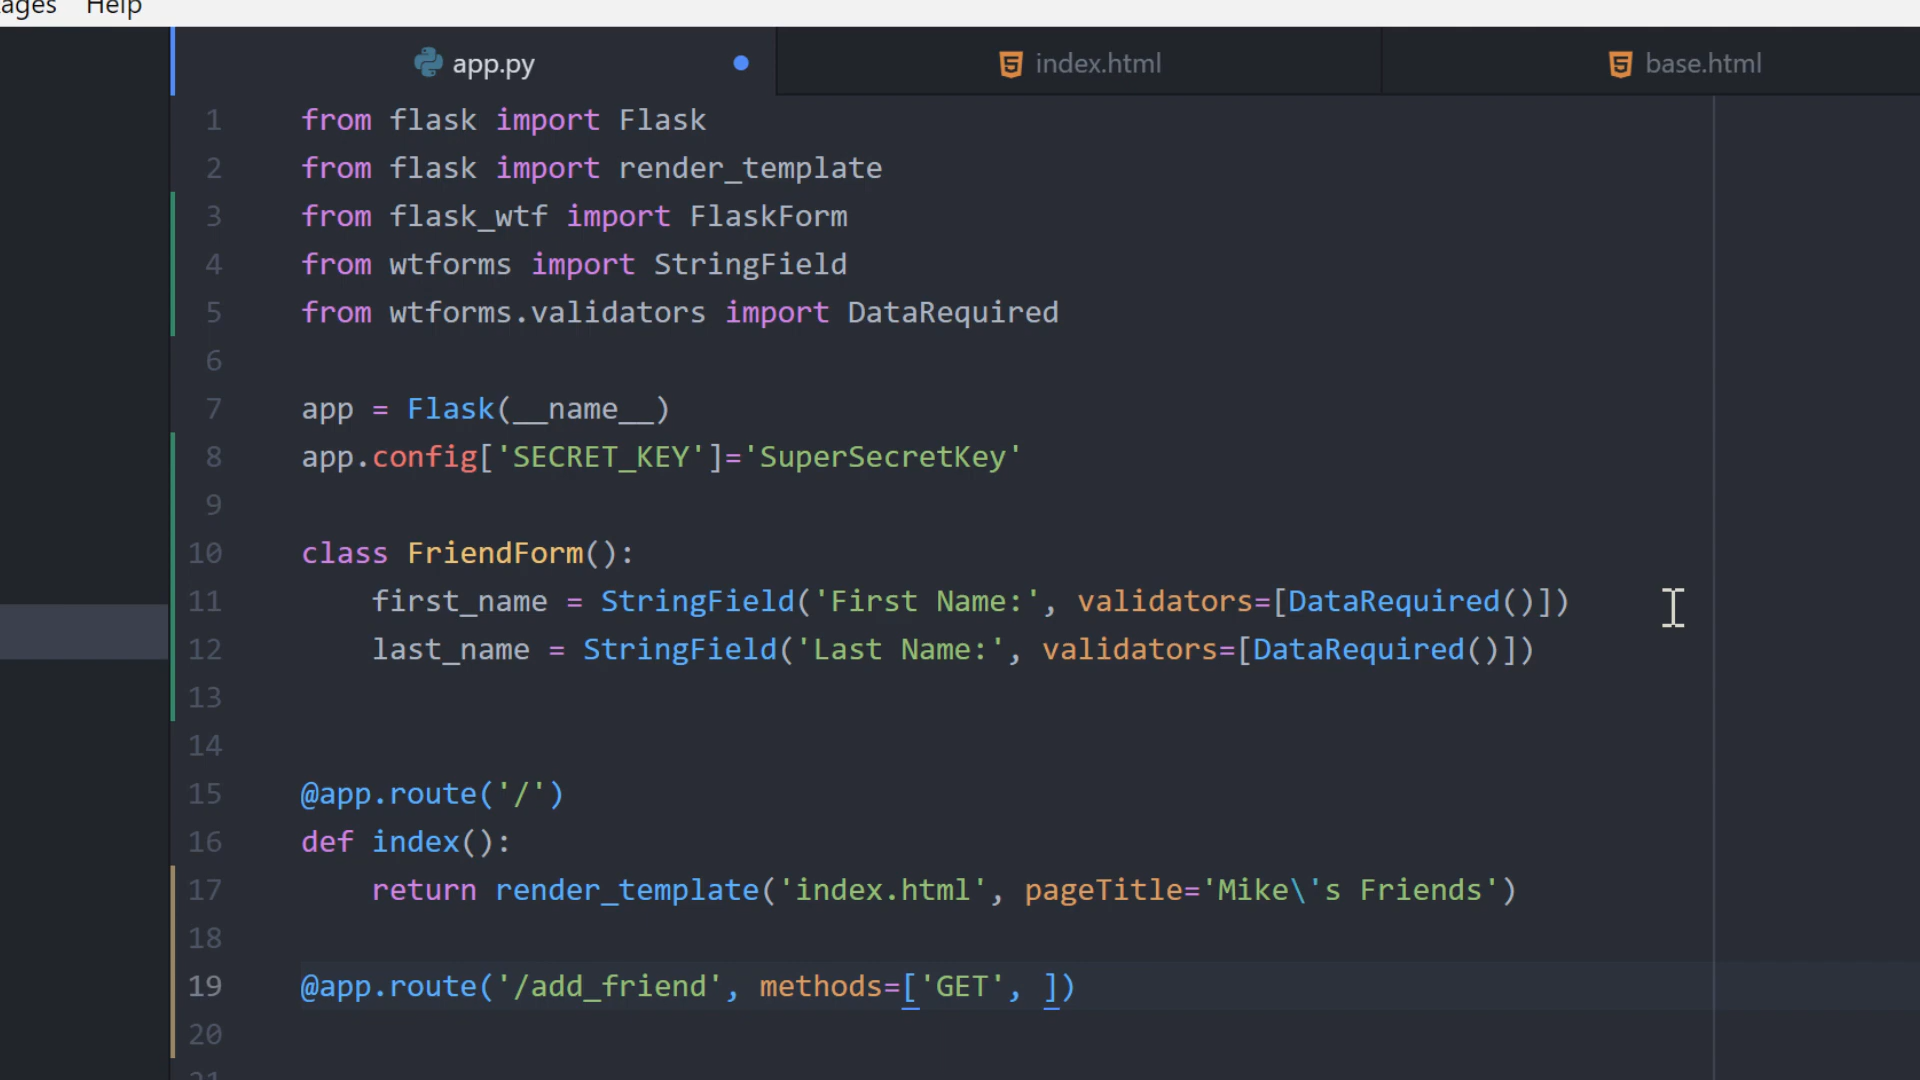 ages Help
app.py index.html base.html
1 from flask import Flask
2 from flask import render_template
3 from flask_wtf import FlaskForm
4 from wtforms import StringField
5 from wtforms.validators import DataRequired
6
7 app = Flask(__name__)
8 app.config['SECRET_KEY']='SuperSecretKey'
9
10 class FriendForm():
11     first_name = StringField('First Name:', validators=[DataRequired()])
12     last_name = StringField('Last Name:', validators=[DataRequired()])
13
14
15 @app.route('/')
16 def index():
17     return render_template('index.html', pageTitle='Mike\'s Friends')
18
19 @app.route('/add_friend', methods=['GET', ])
20
21